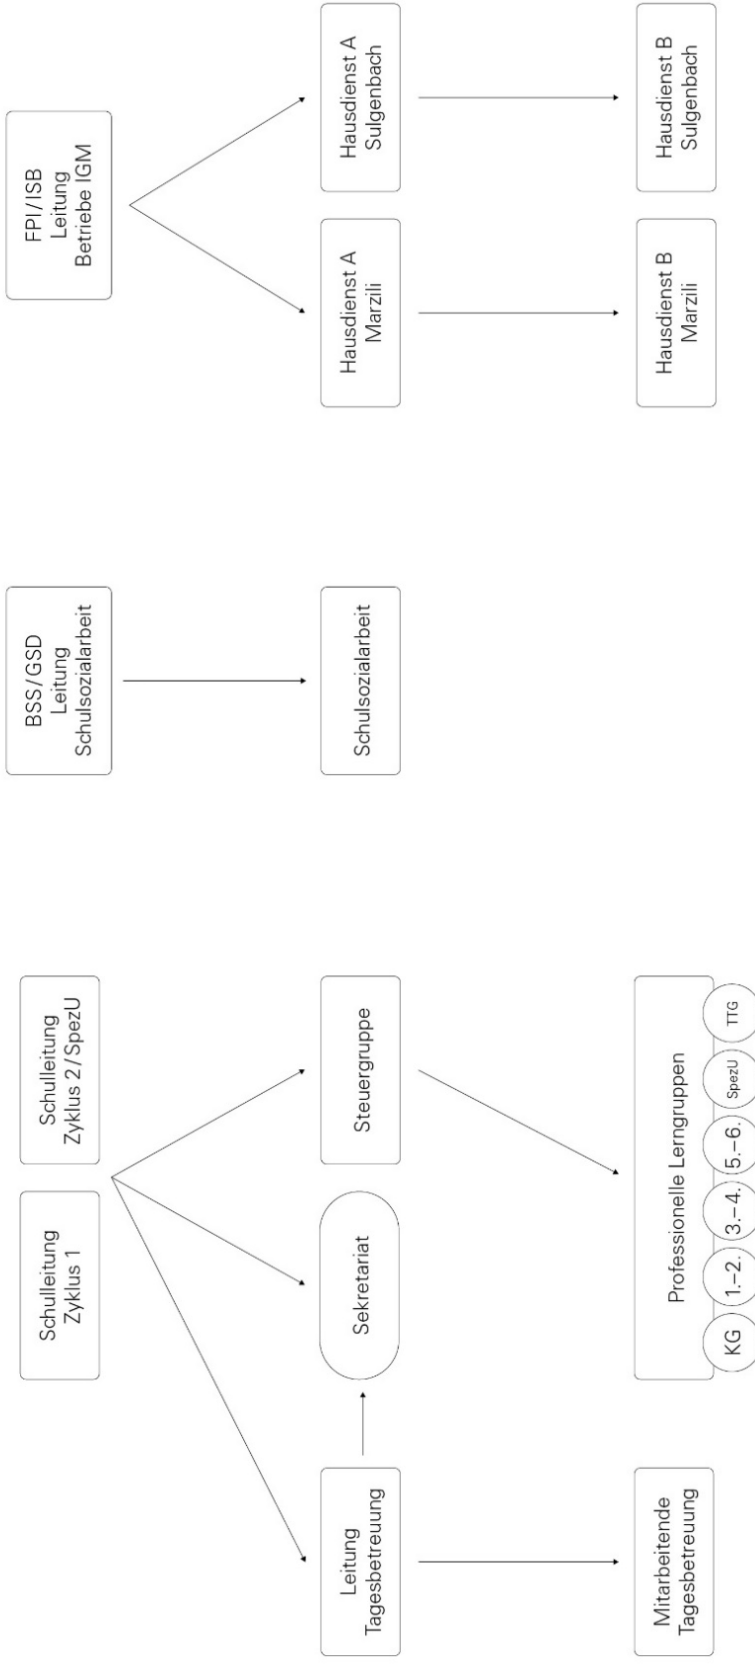 Schulleitung
Zyklus 1
Schulleitung
Zyklus 2/SpezU
BSS/GSD
Leitung
Schulsozialarbeit
FPI/ISB
Leitung
Betriebe IGM
Leitung
Tagesbetreuung
Sekretariat
Steuergruppe
Schulsozialarbeit
Hausdienst A
Marzili
Hausdienst A
Sulgenbach
Mitarbeitende
Tagesbetreuung
Professionelle Lerngruppen
KG
1.–2.
3.–4.
5.–6.
SpezU
TTG
Hausdienst B
Marzili
Hausdienst B
Sulgenbach